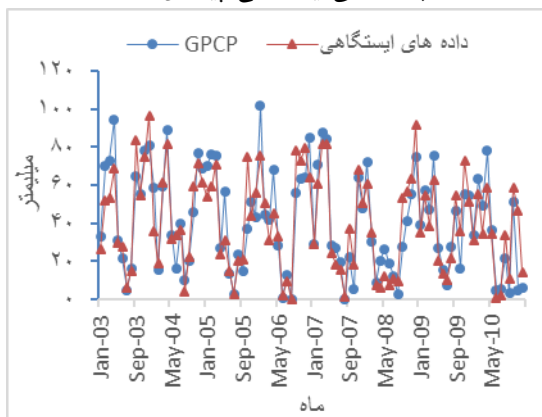 GPCP
داده های ایستگاهی
۱۲۰
۱۰۰
۸۰
۶۰
۴۰
۲۰
۰
میلیمتر
Jan-03
Sep-03
May-04
Jan-05
Sep-05
May-06
Jan-07
Sep-07
May-08
Jan-09
Sep-09
May-10
ماه